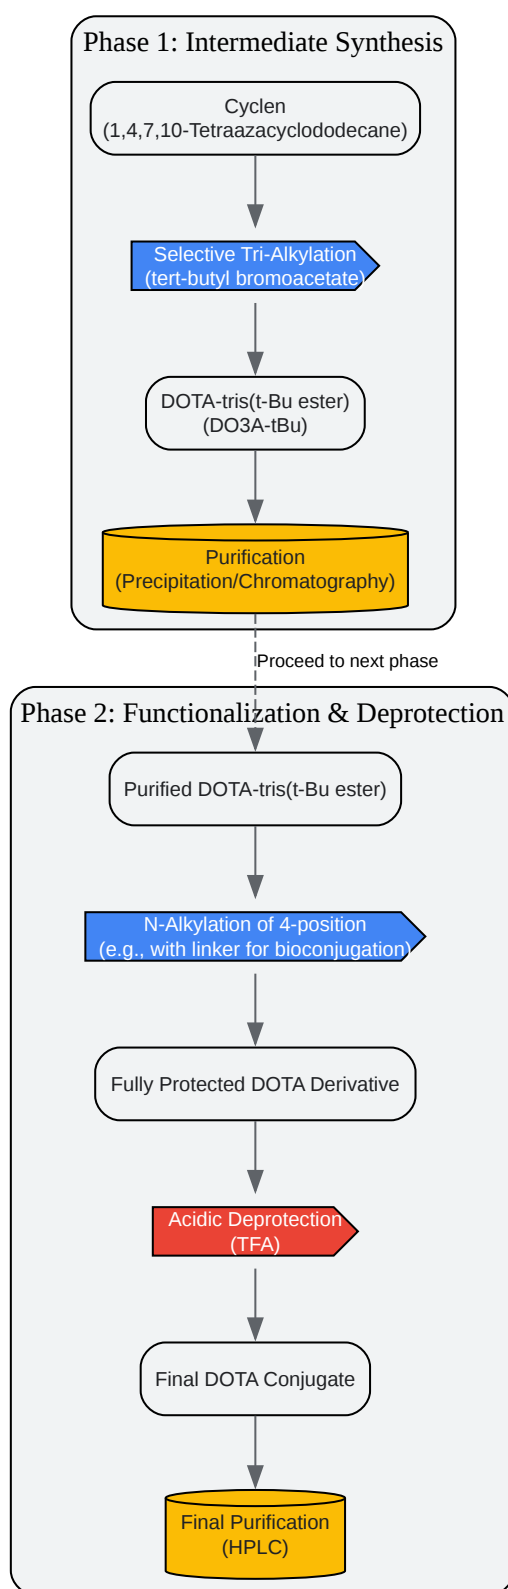 Phase 1: Intermediate Synthesis
Cyclen
(1,4,7,10-Tetraazacyclododecane)
Selective Tri-Alkylation
(tert-butyl bromoacetate)
DOTA-tris(t-Bu ester)
(DO3A-tBu)
Purification
(Precipitation/Chromatography)
Proceed to next phase
Phase 2: Functionalization & Deprotection
Purified DOTA-tris(t-Bu ester)
N-Alkylation of 4-position
(e.g., with linker for bioconjugation)
Fully Protected DOTA Derivative
Acidic Deprotection
(TFA)
Final DOTA Conjugate
Final Purification
(HPLC)